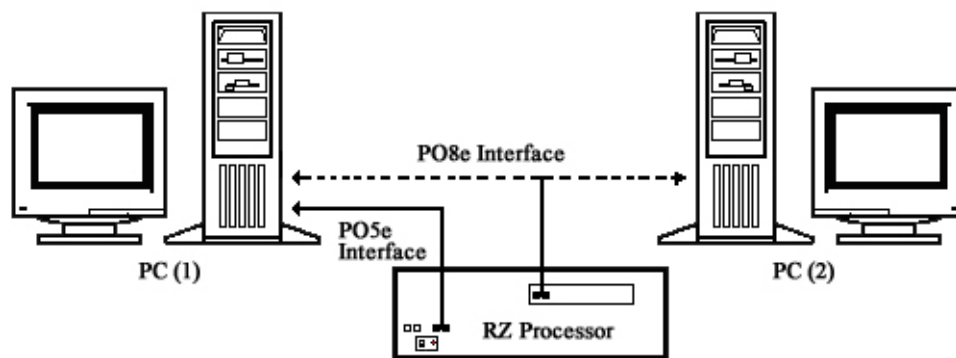 PO8e Interface
PO5e
Interface
PC (1)
PC (2)
RZ Processor